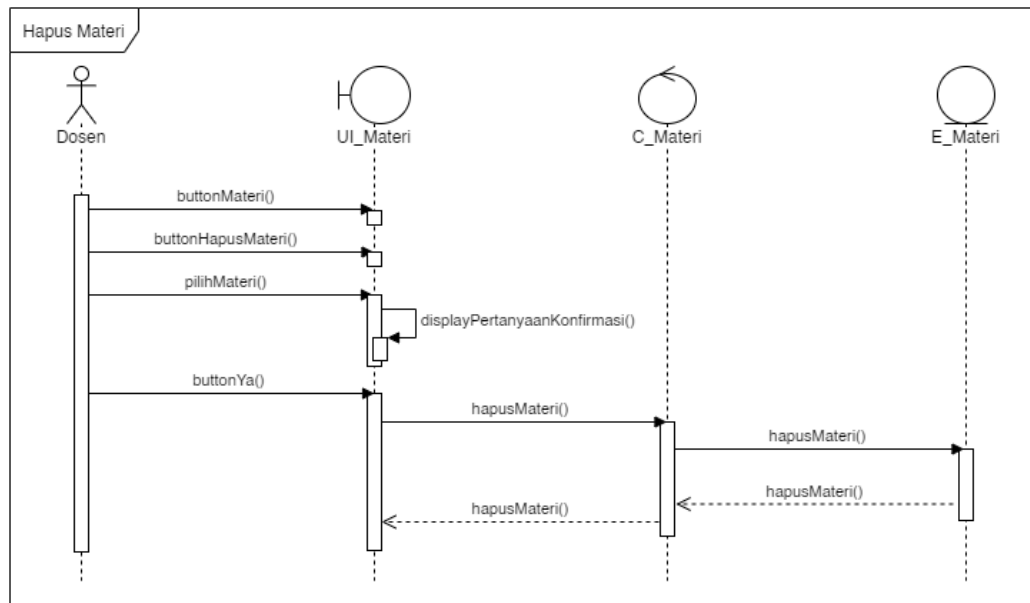 Hapus Materi
Dosen
UI_Materi
C_Materi
E_Materi
buttonMateri()
buttonHapusMateri()
pilihMateri()
displayPertanyaanKonfirmasi()
buttonYa()
hapusMateri()
hapusMateri()
hapusMateri()
hapusMateri()